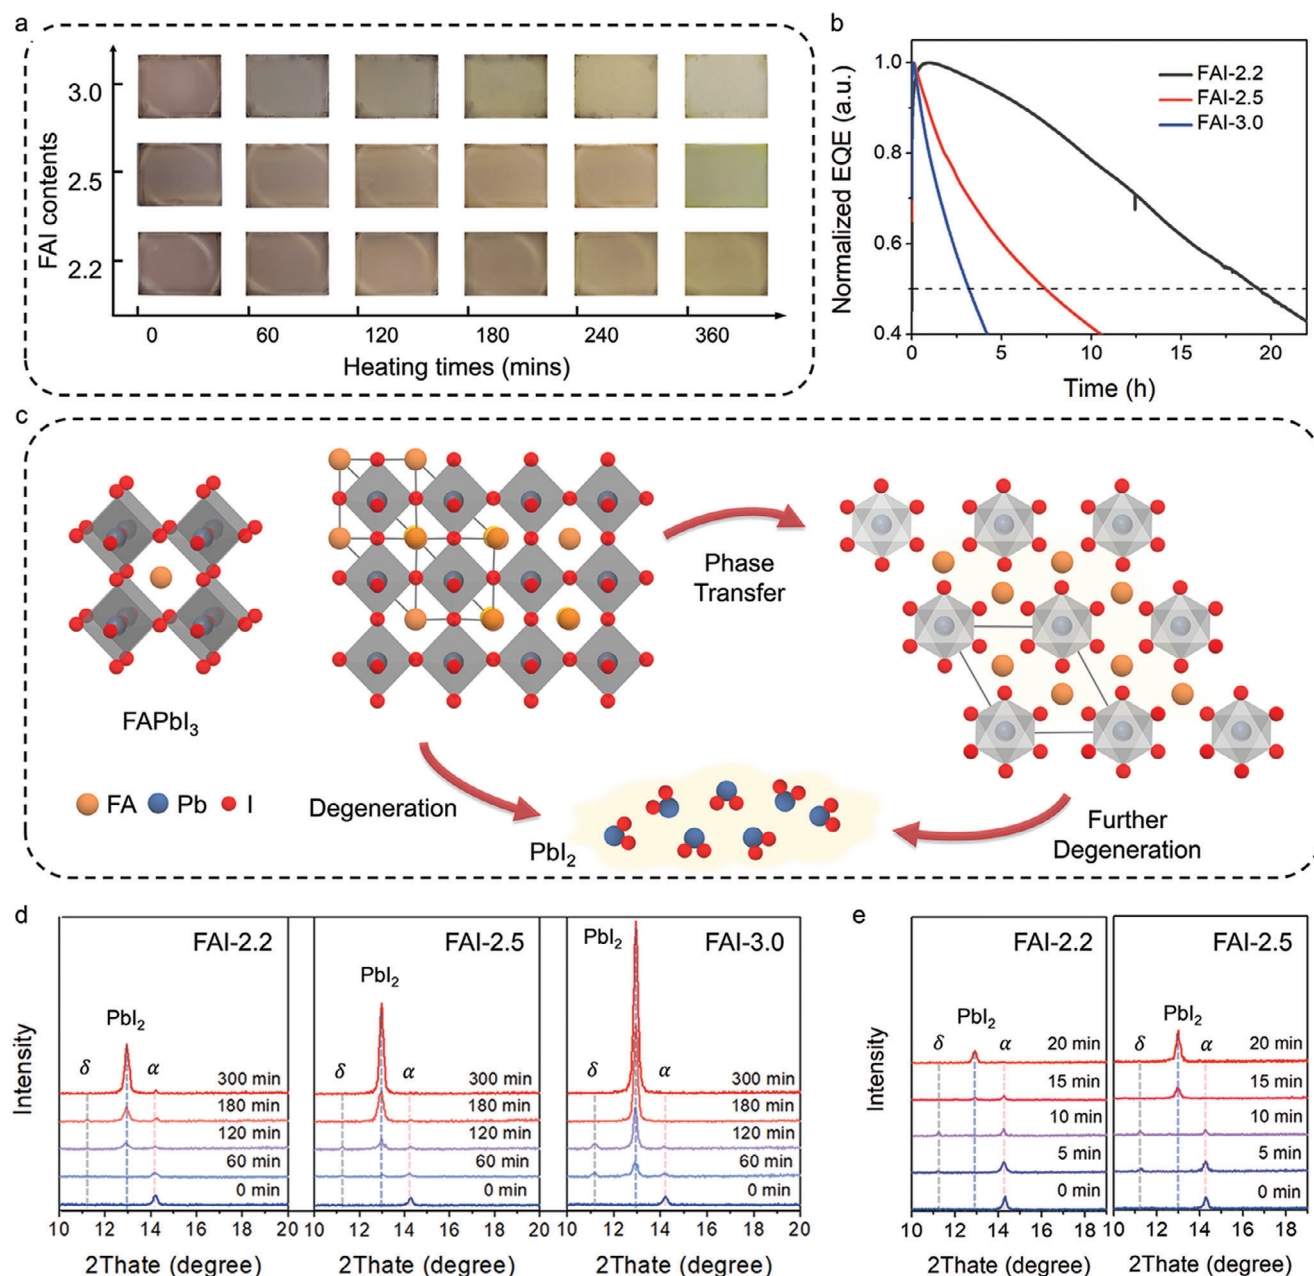 a
FAI contents
3.0
2.5
2.2
0 60 120 180 240 360
Heating times (mins)
b
Normalized EQE (a.u.)
1.0
0.8
0.6
0.4
FAI-2.2
FAI-2.5
FAI-3.0
0 5 10 15 20
Time (h)
c
FAPbI₃
FA Pb I
Phase
Transfer
Degeneration
PbI₂
Further
Degeneration
d
Intensity
FAI-2.2
PbI₂
δ α
300 min
180 min
120 min
60 min
0 min
10 12 14 16 18 20
2Thate (degree)
FAI-2.5
PbI₂
δ α
300 min
180 min
120 min
60 min
0 min
10 12 14 16 18 20
2Thate (degree)
FAI-3.0
PbI₂
δ α
300 min
180 min
120 min
60 min
0 min
10 12 14 16 18 20
2Thate (degree)
e
Intensity
FAI-2.2
δ PbI₂ α
20 min
15 min
10 min
5 min
0 min
10 12 14 16 18
2Thate (degree)
FAI-2.5
δ PbI₂ α
20 min
15 min
10 min
5 min
0 min
10 12 14 16 18
2Thate (degree)